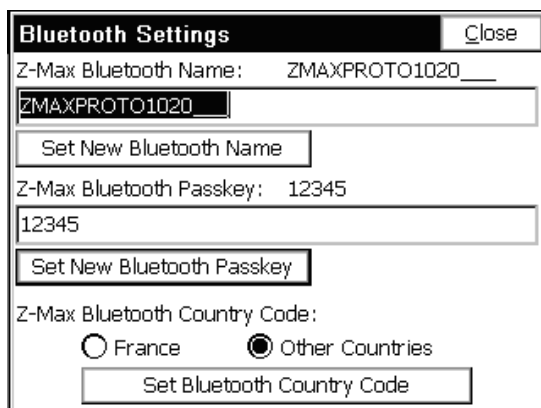 Bluetooth Settings Close
Z-Max Bluetooth Name: ZMAXPROTO1020___
ZMAXPROTO1020___
Set New Bluetooth Name
Z-Max Bluetooth Passkey: 12345
12345
Set New Bluetooth Passkey
Z-Max Bluetooth Country Code:
France Other Countries
Set Bluetooth Country Code